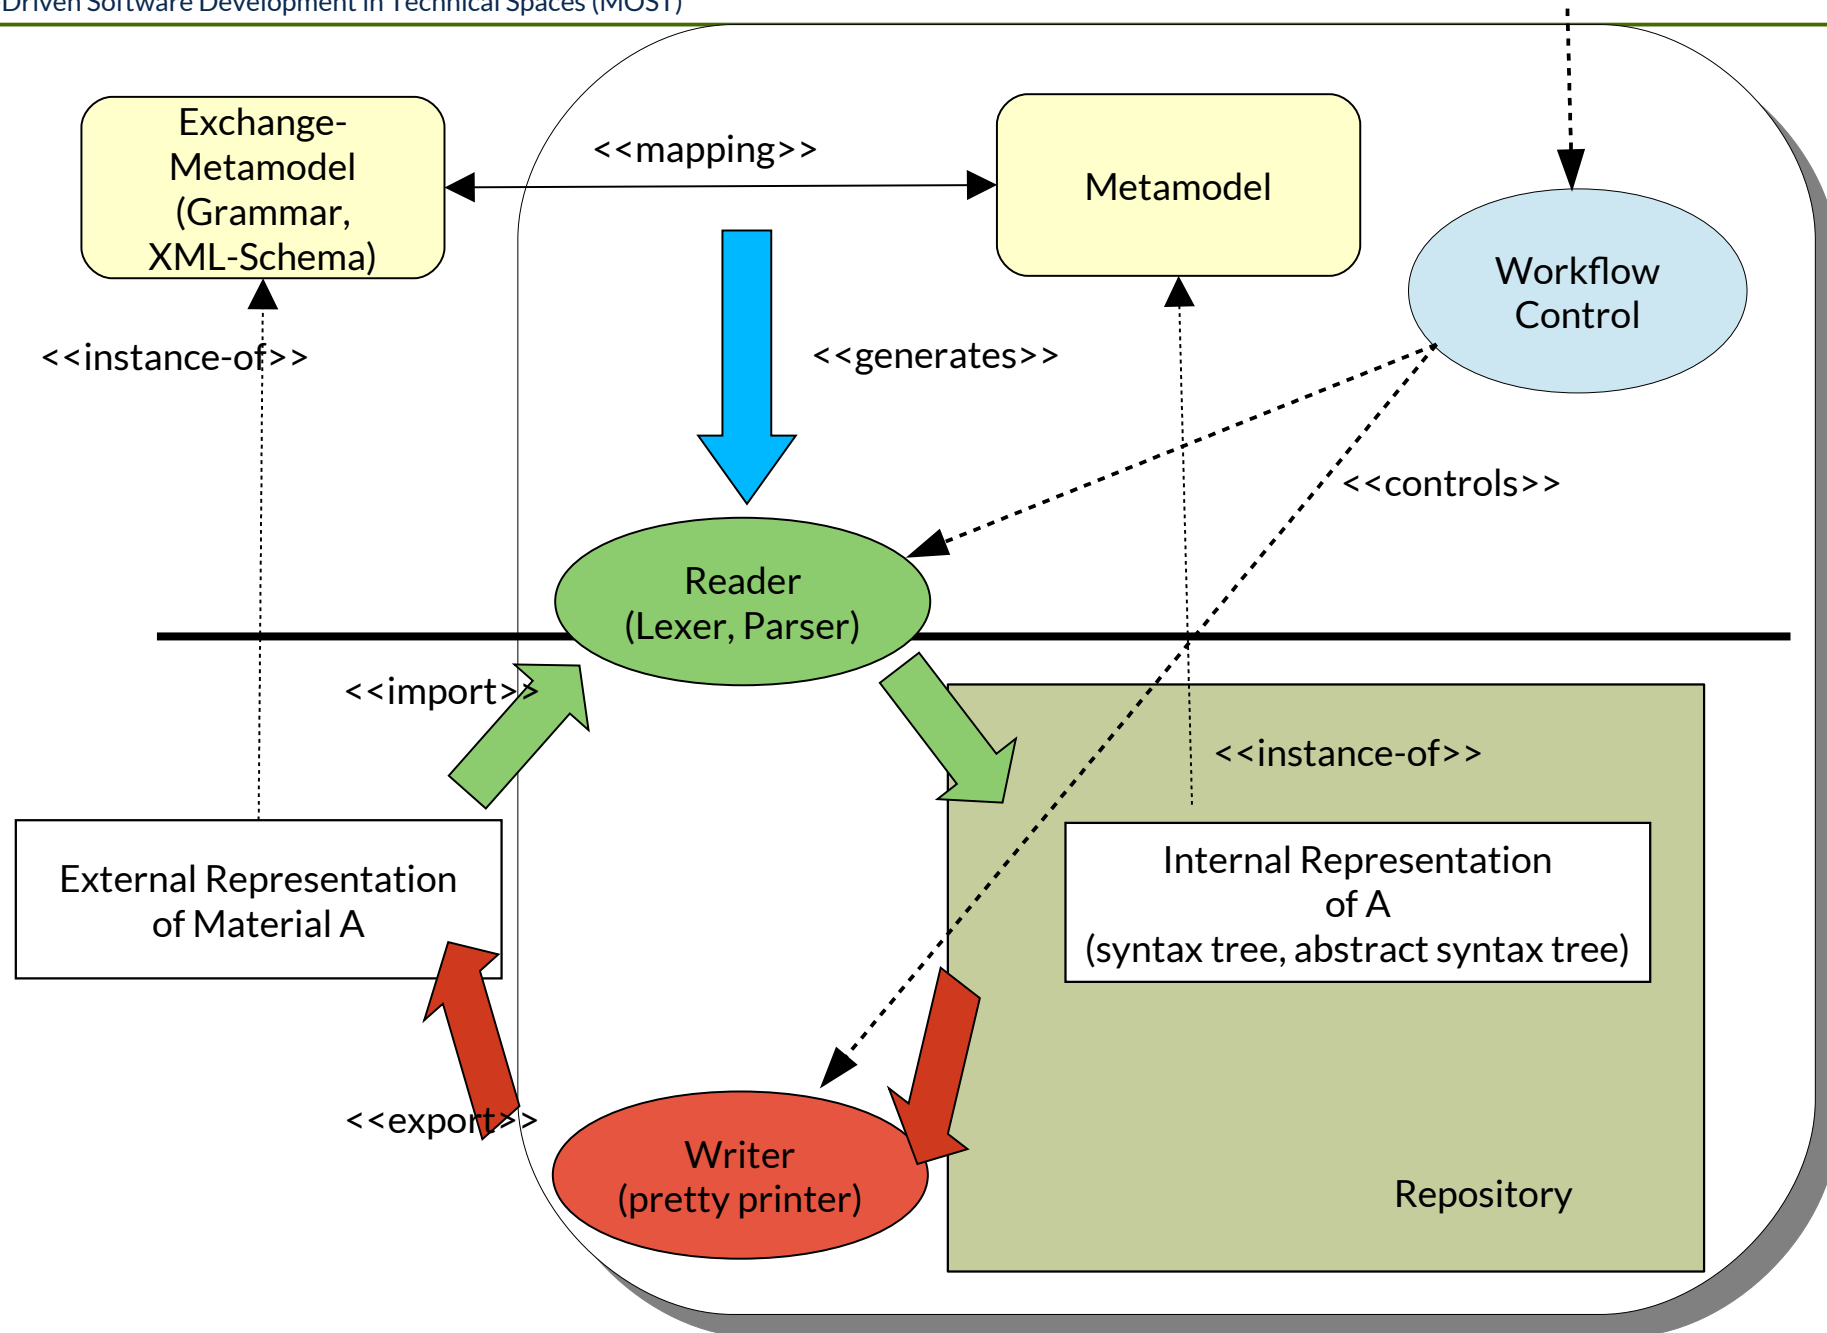 -Driven Software Development in Technical Spaces (MOST)
Exchange-
Metamodel
(Grammar,
XML-Schema)
<<mapping>>
Metamodel
Workflow
Control
<<instance-of>>
<<generates>>
<<controls>>
Reader
(Lexer, Parser)
<<import>>
<<instance-of>>
External Representation
of Material A
Internal Representation
of A
(syntax tree, abstract syntax tree)
<<export>>
Writer
(pretty printer)
Repository